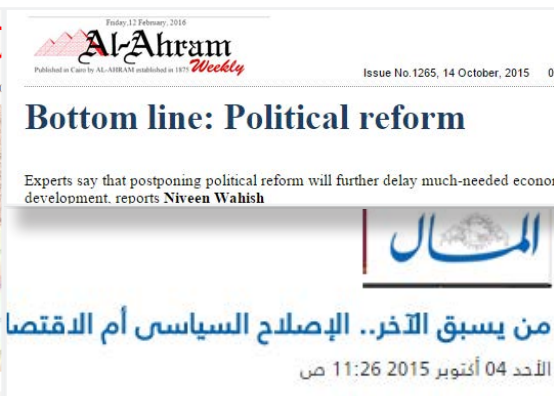 Friday,12 February, 2016
Al-Ahram
Published in Cairo by AL-AHRAM established in 1875 Weekly
Issue No.1265, 14 October, 2015
Bottom line: Political reform
Experts say that postponing political reform will further delay much-needed
development, reports Niveen Wahish
المال
من يسبق الآخر.. الإصلاح السياسى أم
الأحد 04 أكتوبر 2015 11:26 ص